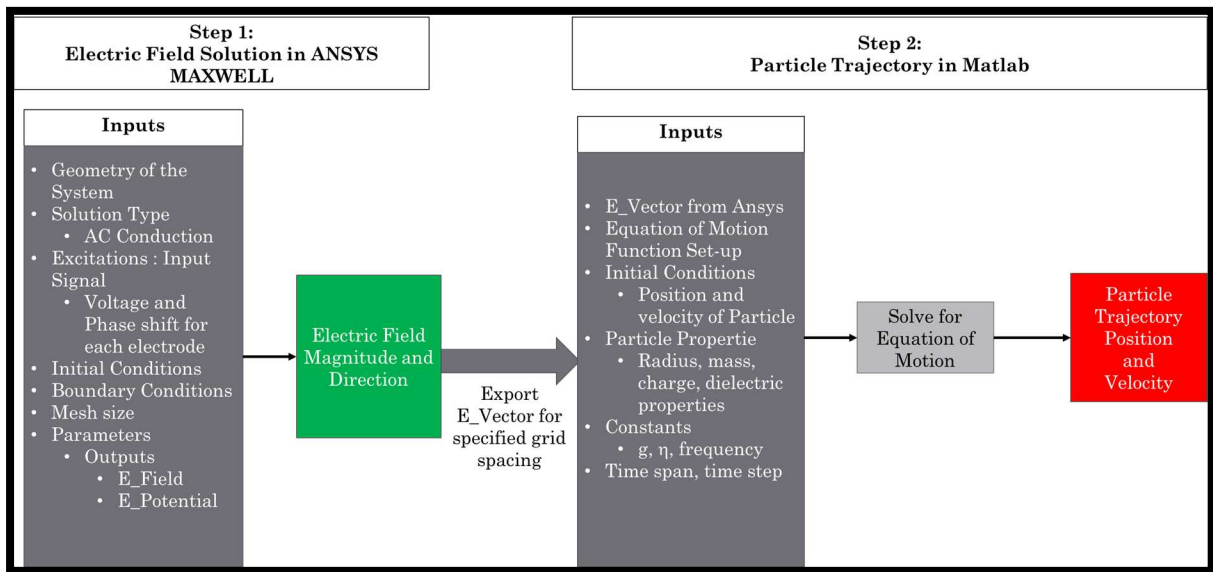 Step 1:
Electric Field Solution in ANSYS
MAXWELL
Inputs
• Geometry of the
System
• Solution Type
• AC Conduction
• Excitations : Input
Signal
• Voltage and
Phase shift for
each electrode
• Initial Conditions
• Boundary Conditions
• Mesh size
• Parameters
• Outputs
• E_Field
• E_Potential
Electric Field
Magnitude and
Direction
Export
E_Vector for
specified grid
spacing
Step 2:
Particle Trajectory in Matlab
Inputs
• E_Vector from Ansys
• Equation of Motion
Function Set-up
• Initial Conditions
• Position and
velocity of Particle
• Particle Propertie
• Radius, mass,
charge, dielectric
properties
• Constants
• g, η, frequency
• Time span, time step
Solve for
Equation of
Motion
Particle
Trajectory
Position
and
Velocity